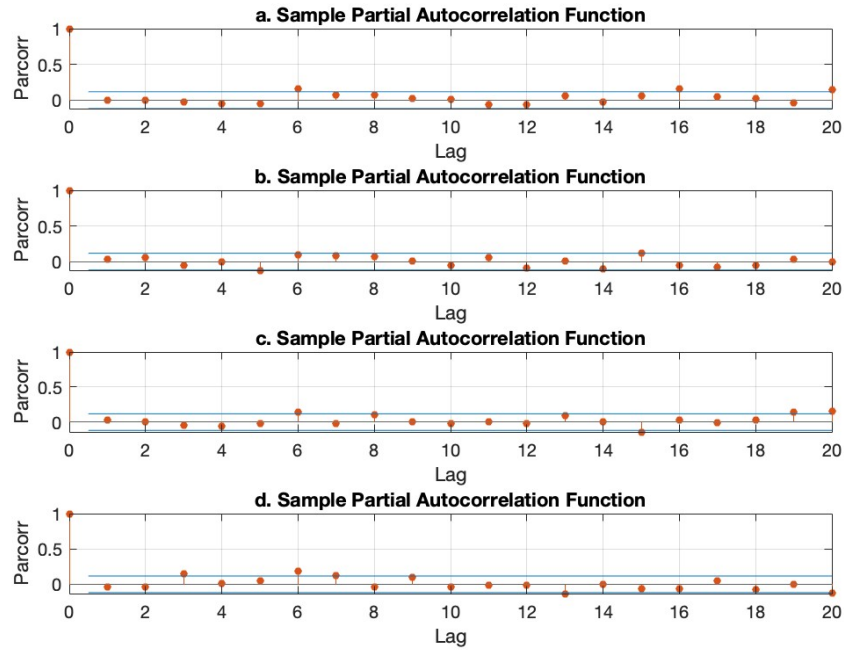 a. Sample Partial Autocorrelation Function
1
0.5
0
Parcorr
0 2 4 6 8 10 12 14 16 18 20
Lag
b. Sample Partial Autocorrelation Function
1
0.5
0
Parcorr
0 2 4 6 8 10 12 14 16 18 20
Lag
c. Sample Partial Autocorrelation Function
1
0.5
0
Parcorr
0 2 4 6 8 10 12 14 16 18 20
Lag
d. Sample Partial Autocorrelation Function
1
0.5
0
Parcorr
0 2 4 6 8 10 12 14 16 18 20
Lag